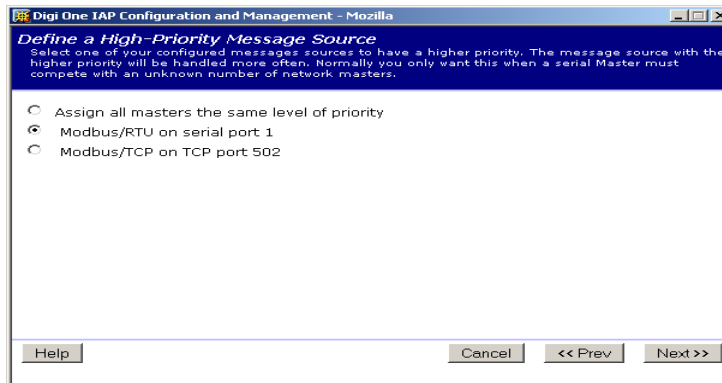 Digi One IAP Configuration and Management - Mozilla
Define a High-Priority Message Source
Select one of your configured messages sources to have a higher priority. The message source with the
higher priority will be handled more often. Normally you only want this when a serial Master must
compete with an unknown number of network masters.
Assign all masters the same level of priority
Modbus/RTU on serial port 1
Modbus/TCP on TCP port 502
Help Cancel << Prev Next >>